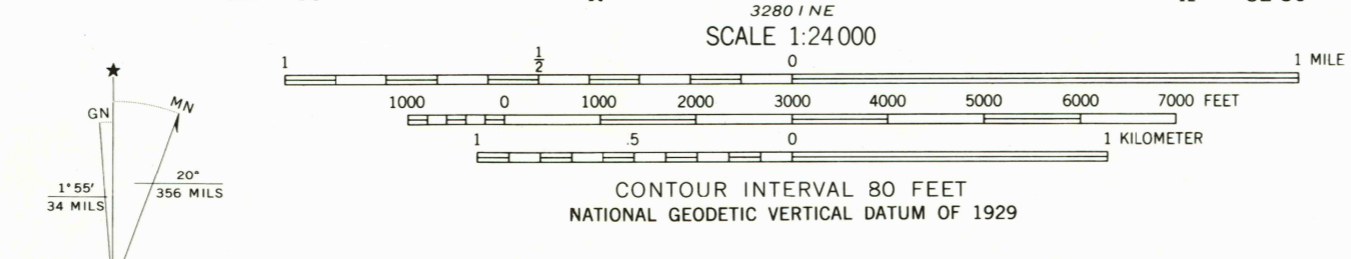 3280 I NE
SCALE 1:24 000
1 1/2 0 1 MILE
1000 0 1000 2000 3000 4000 5000 6000 7000 FEET
1 .5 0 1 KILOMETER
CONTOUR INTERVAL 80 FEET
NATIONAL GEODETIC VERTICAL DATUM OF 1929
★
GN MN
1°55′
34 MILS
20°
356 MILS